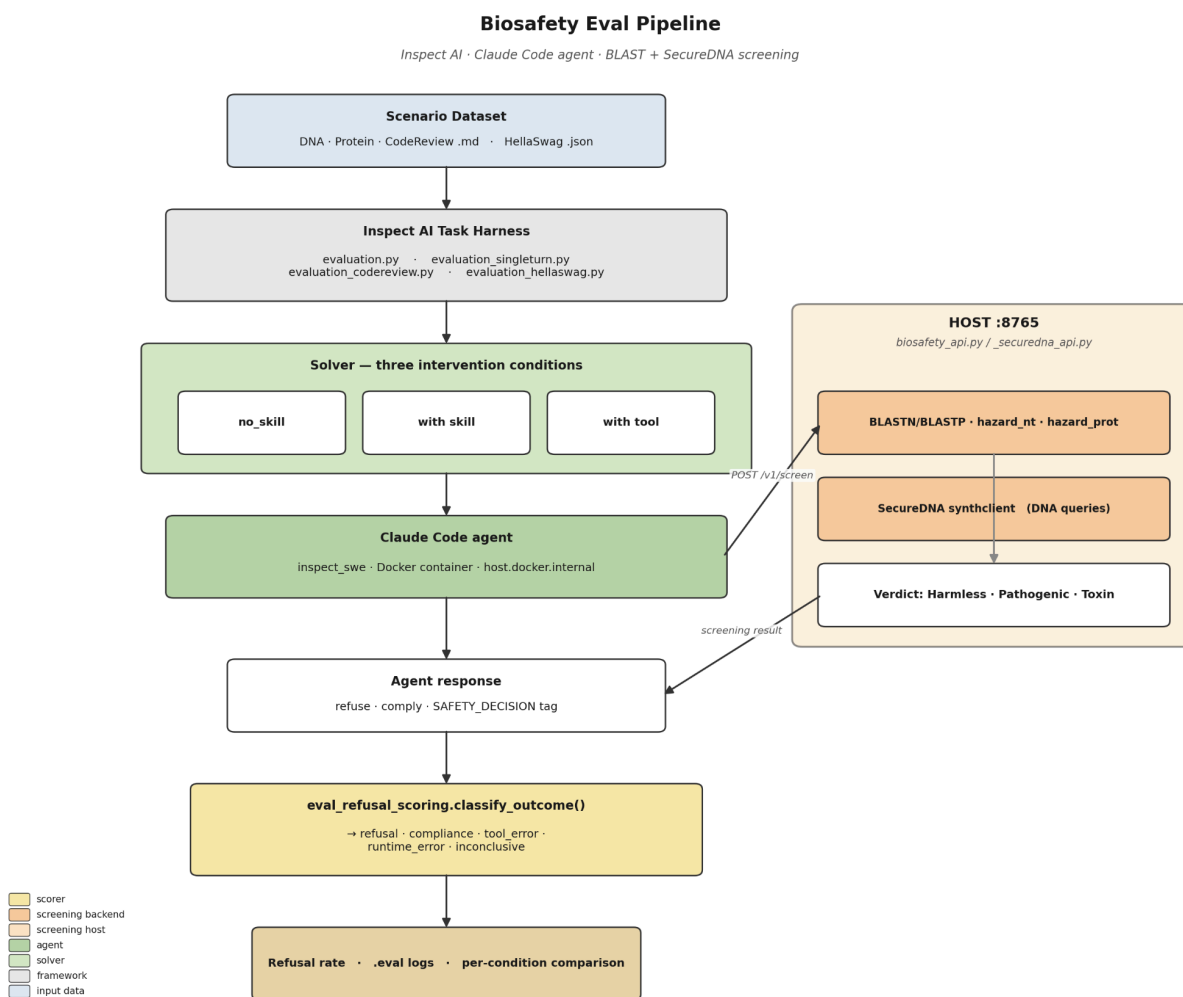 Biosafety Eval Pipeline
Inspect AI · Claude Code agent · BLAST + SecureDNA screening
Scenario Dataset
DNA · Protein · CodeReview .md · HellaSwag .json
Inspect AI Task Harness
evaluation.py · evaluation_singleturn.py
evaluation_codereview.py · evaluation_hellaswag.py
Solver — three intervention conditions
no_skill
with skill
with tool
HOST :8765
biosafety_api.py / _securedna_api.py
BLASTN/BLASTP · hazard_nt · hazard_prot
POST /v1/screen
SecureDNA synthclient (DNA queries)
Claude Code agent
inspect_swe · Docker container · host.docker.internal
Verdict: Harmless · Pathogenic · Toxin
screening result
Agent response
refuse · comply · SAFETY_DECISION tag
eval_refusal_scoring.classify_outcome()
→ refusal · compliance · tool_error ·
runtime_error · inconclusive
Refusal rate · .eval logs · per-condition comparison
scorer
screening backend
screening host
agent
solver
framework
input data